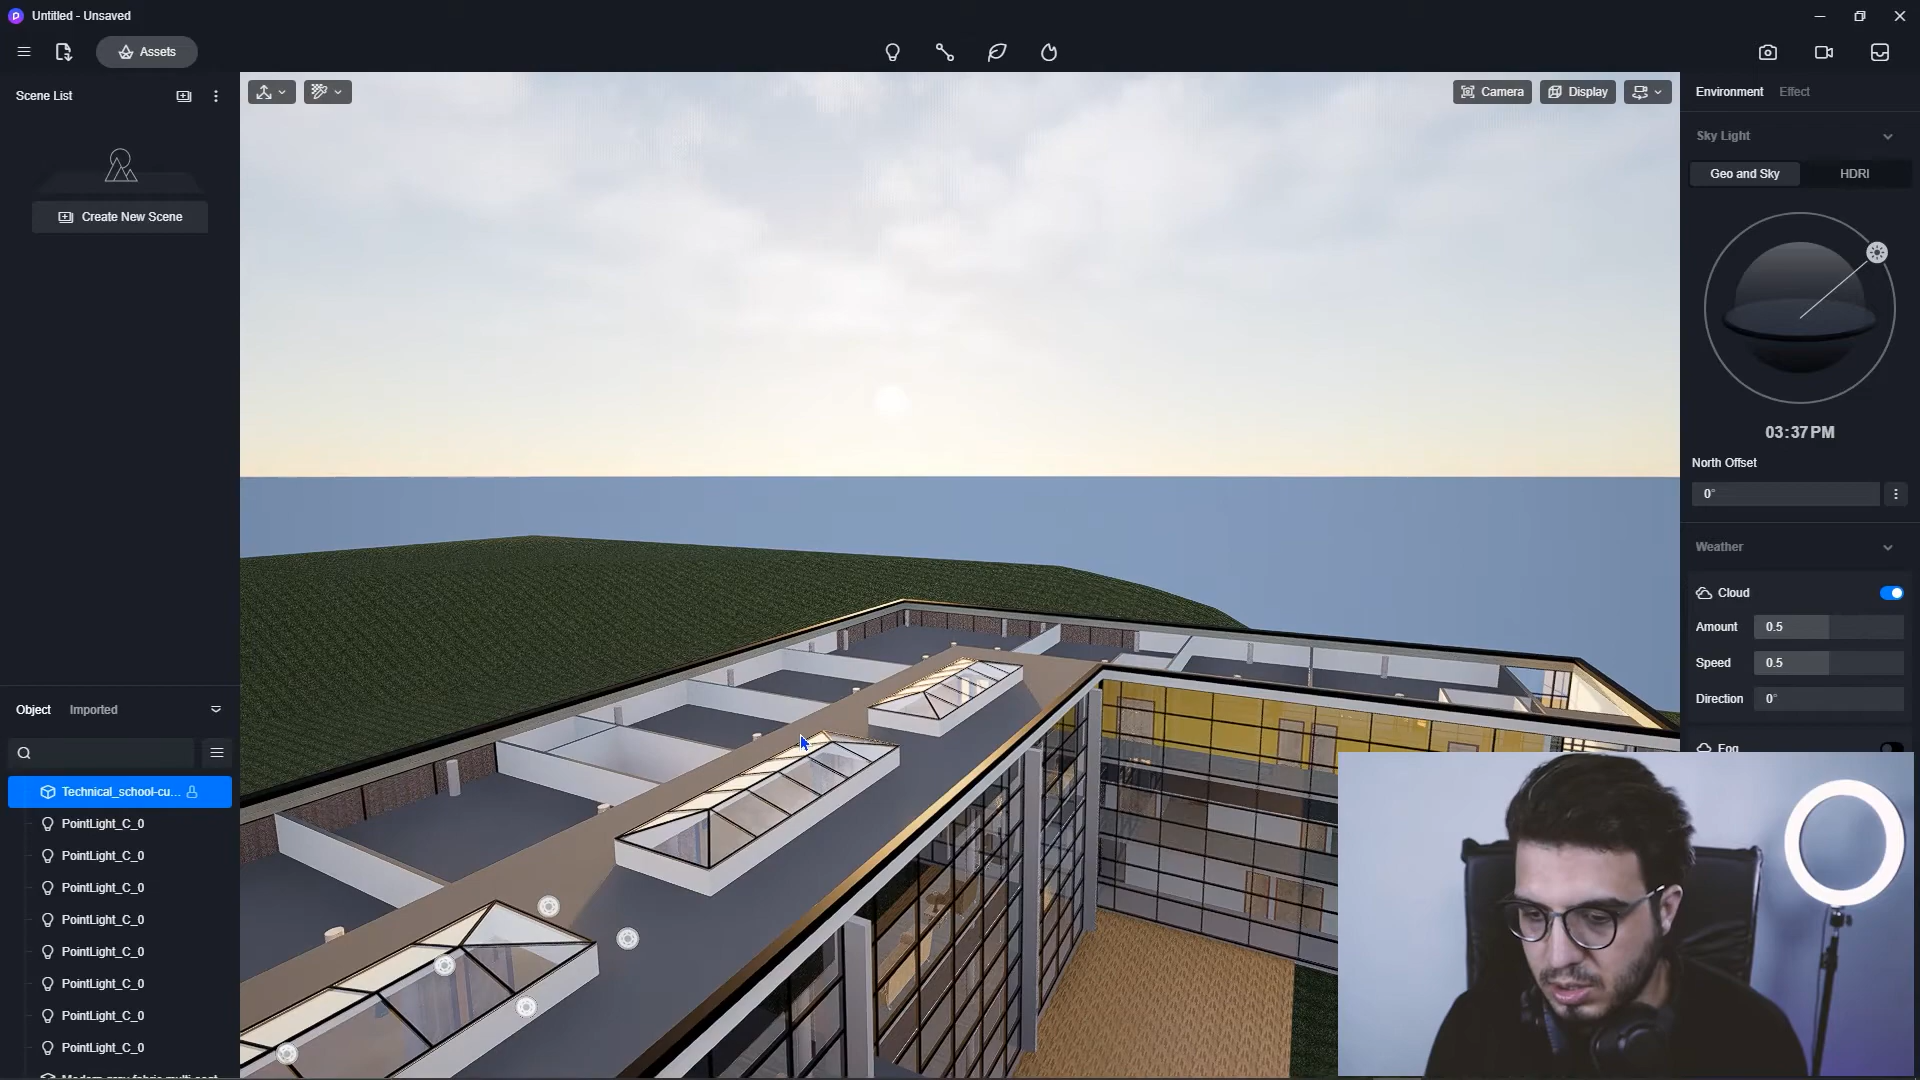 Untitled - Unsaved
Assets
Scene List
Create New Scene
Camera
Display
Environment
Effect
Sky Light
Geo and Sky
HDRI
03:37 PM
North Offset
0°
Weather
Cloud
Amount
0.5
Speed
0.5
Direction
0°
Fog
Object
Imported
Technical_school-cu...
PointLight_C_0
PointLight_C_0
PointLight_C_0
PointLight_C_0
PointLight_C_0
PointLight_C_0
PointLight_C_0
PointLight_C_0